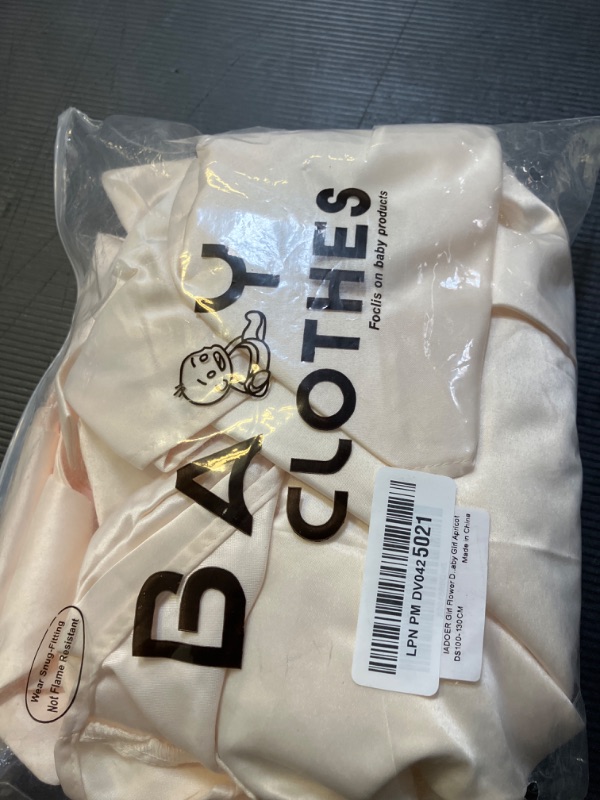 BA Y
CLOTHES
Foclis on baby products
Wear Snug-Fitting
Not Flame Resistant
LPN PM DV0425021
IADOER Girl Flower D...aby Girl Apricot
DS100-130CM
Made in China